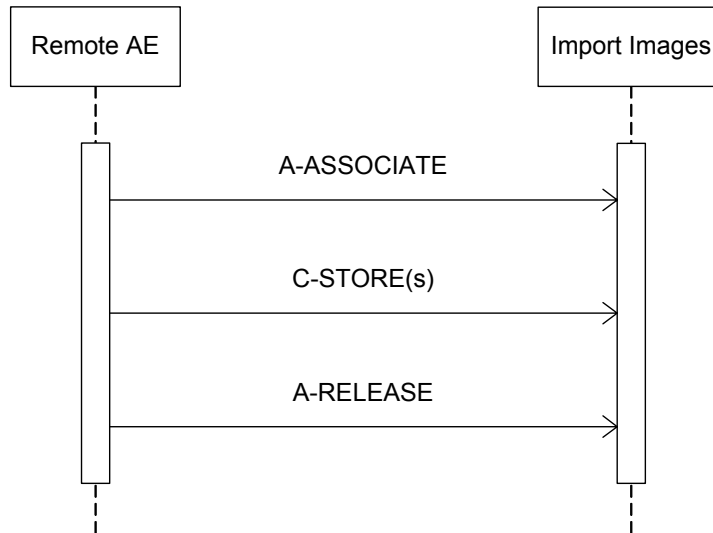 Remote AE
Import Images
A-ASSOCIATE
C-STORE(s)
A-RELEASE